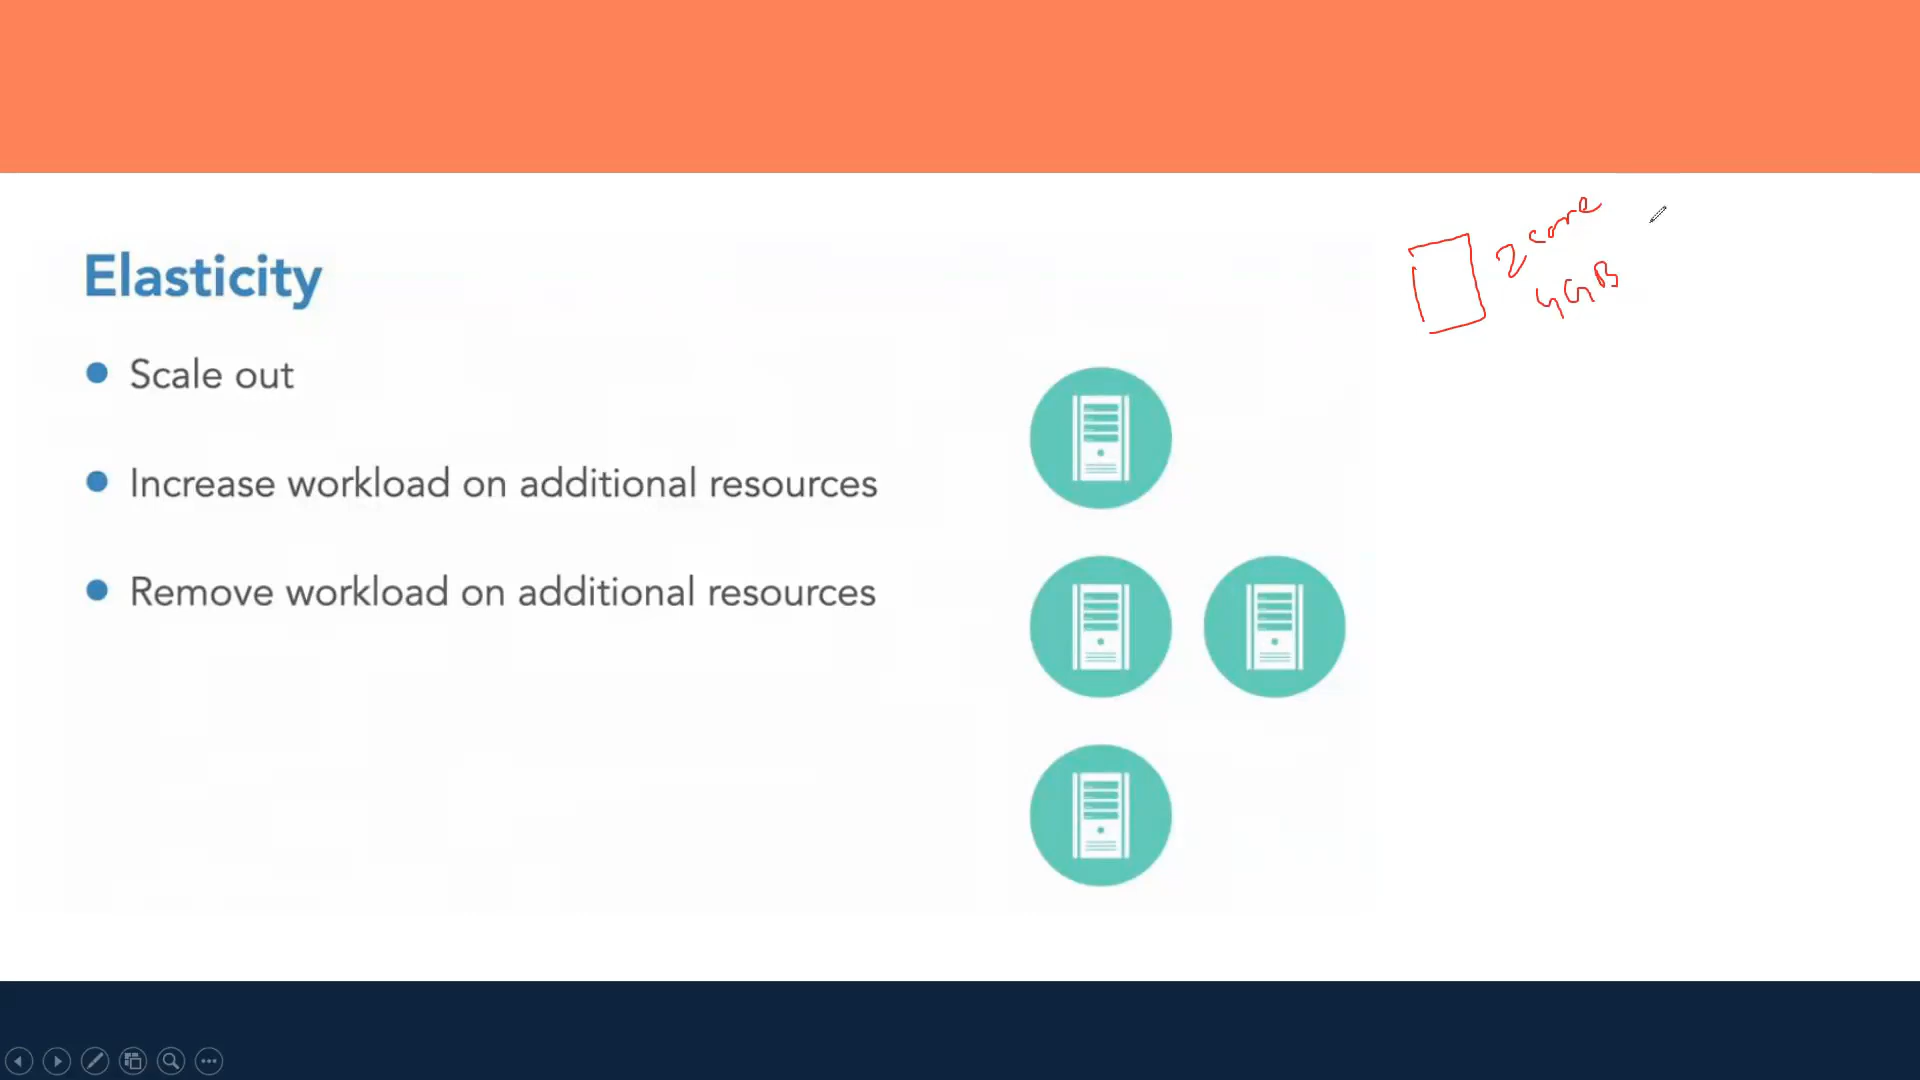 Elasticity
Scale out
Increase workload on additional resources
Remove workload on additional resources
2 core
4GB